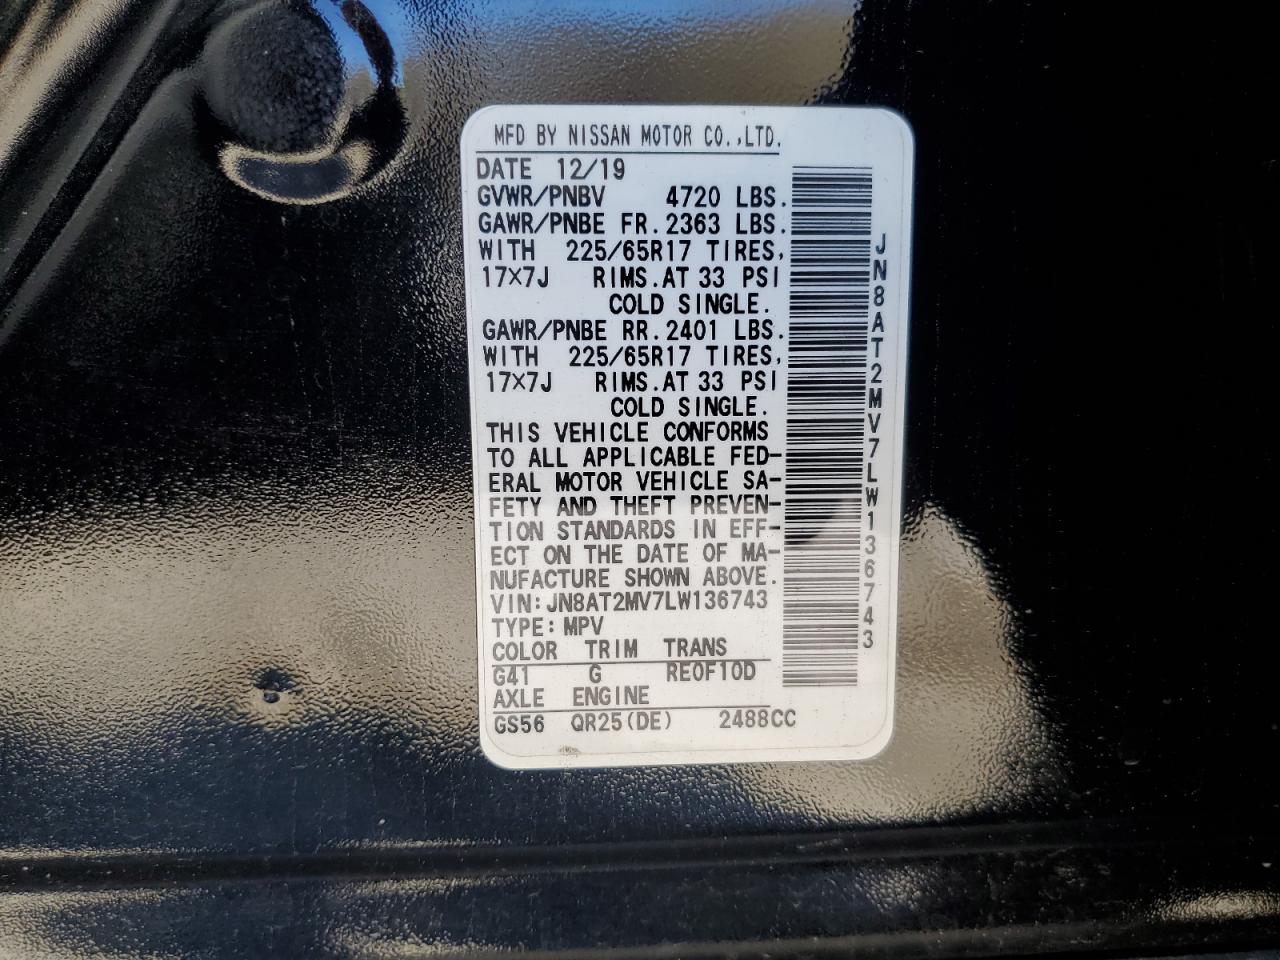 MFD BY NISSAN MOTOR CO.,LTD.
DATE 12/19
GVWR/PNBV 4720 LBS.
GAWR/PNBE FR. 2363 LBS.
WITH 225/65R17 TIRES,
17×7J RIMS. AT 33 PSI
COLD SINGLE.
GAWR/PNBE RR. 2401 LBS.
WITH 225/65R17 TIRES,
17×7J RIMS. AT 33 PSI
COLD SINGLE.
THIS VEHICLE CONFORMS
TO ALL APPLICABLE FED-
ERAL MOTOR VEHICLE SA-
FETY AND THEFT PREVEN-
TION STANDARDS IN EFF-
ECT ON THE DATE OF MA-
NUFACTURE SHOWN ABOVE.
VIN: JN8AT2MV7LW136743
TYPE: MPV
COLOR TRIM TRANS
G41 G RE0F10D
AXLE ENGINE
GS56 QR25(DE) 2488CC
JN8AT2MV7LW136743